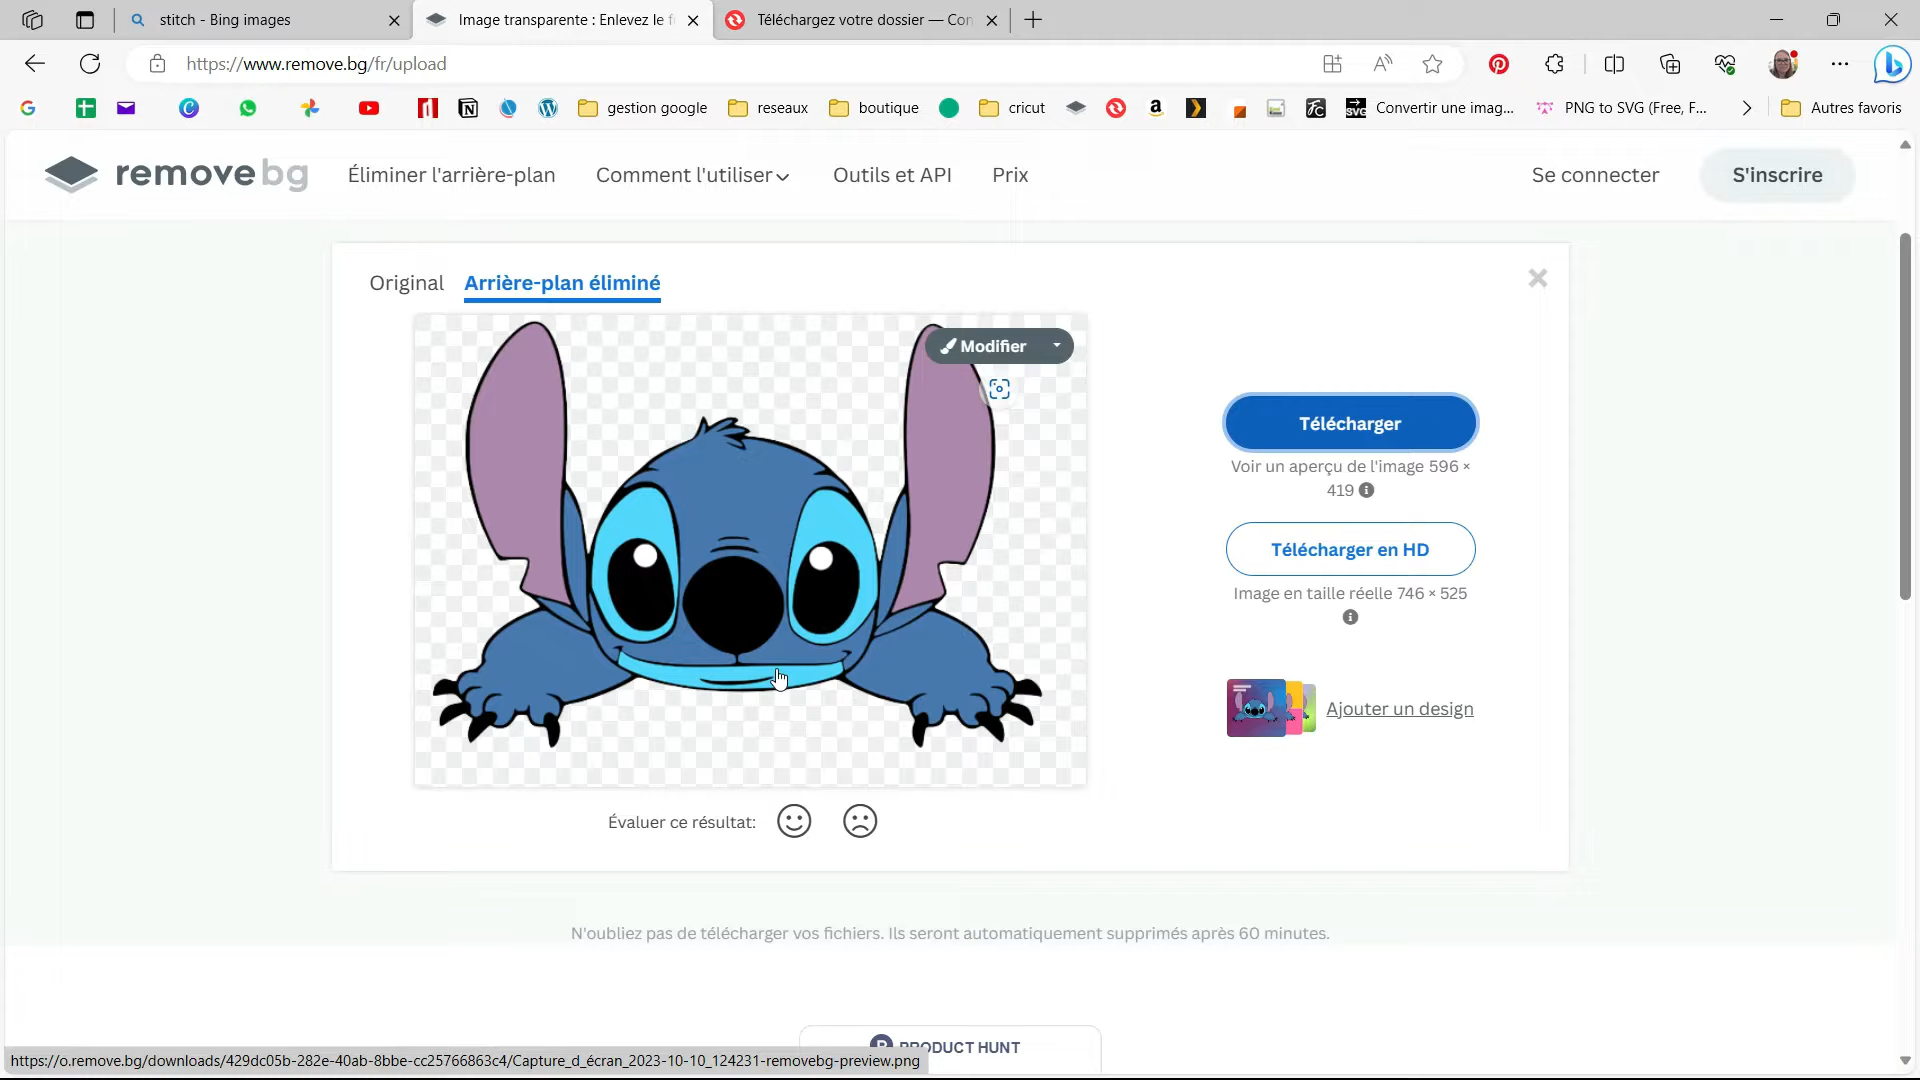 stitch - Bing images
Image transparente : Enlevez le f
Téléchargez votre dossier — Con
https://www.remove.bg/fr/upload
gestion google
reseaux
boutique
cricut
Convertir une imag...
PNG to SVG (Free, F...
Autres favoris
removebg
Éliminer l'arrière-plan
Comment l'utiliser
Outils et API
Prix
Se connecter
S'inscrire
Original
Arrière-plan éliminé
Modifier
Télécharger
Voir un aperçu de l'image 596 ×
419
Télécharger en HD
Image en taille réelle 746 × 525
Ajouter un design
Évaluer ce résultat:
N'oubliez pas de télécharger vos fichiers. Ils seront automatiquement supprimés après 60 minutes.
PRODUCT HUNT
https://o.remove.bg/downloads/429dc05b-282e-40ab-8bbe-cc25766863c4/Capture_d_écran_2023-10-10_124231-removebg-preview.png